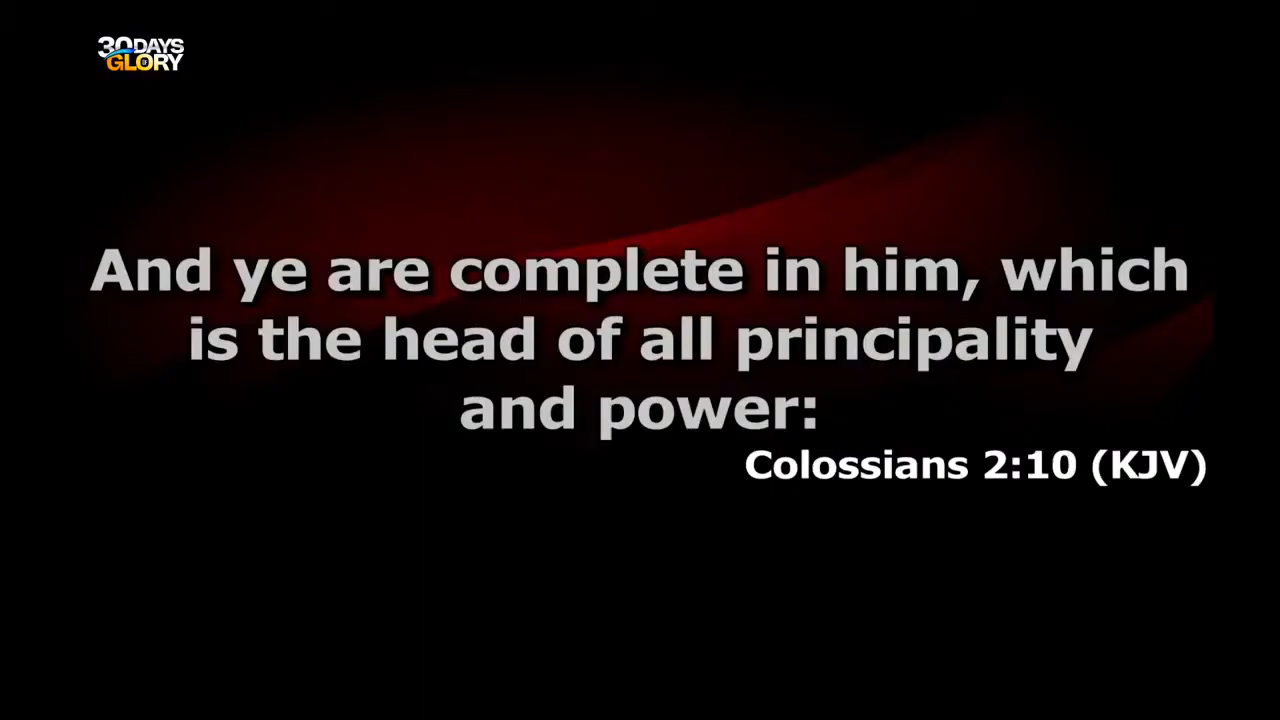 30DAYS
GLORY
And ye are complete in him, which
is the head of all principality
and power:
Colossians 2:10 (KJV)